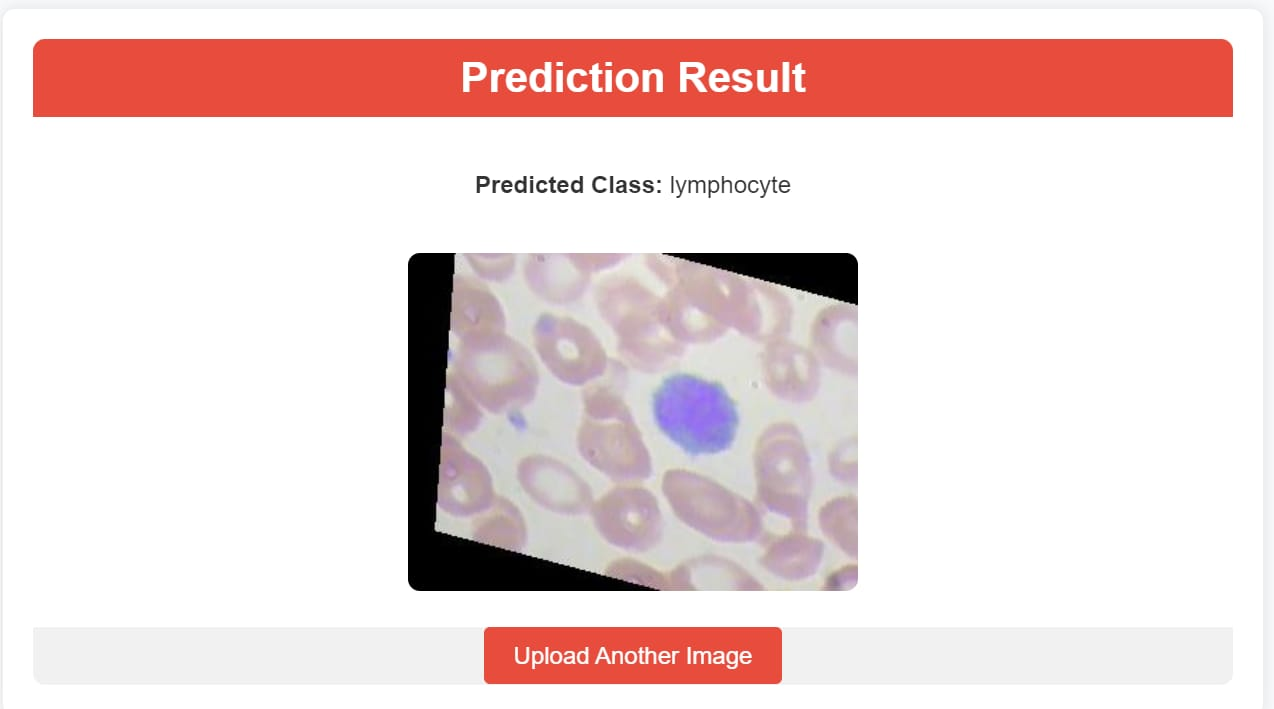 Prediction Result
Predicted Class: lymphocyte
Upload Another Image